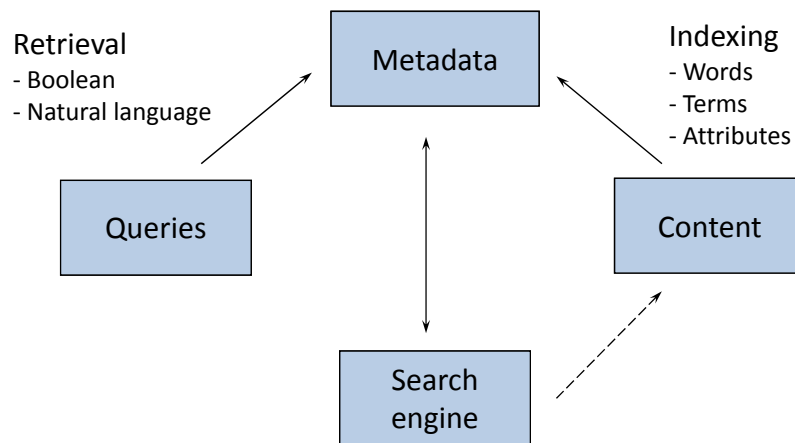 Retrieval
- Boolean
- Natural language
Metadata
Indexing
- Words
- Terms
- Attributes
Queries
Content
Search
engine